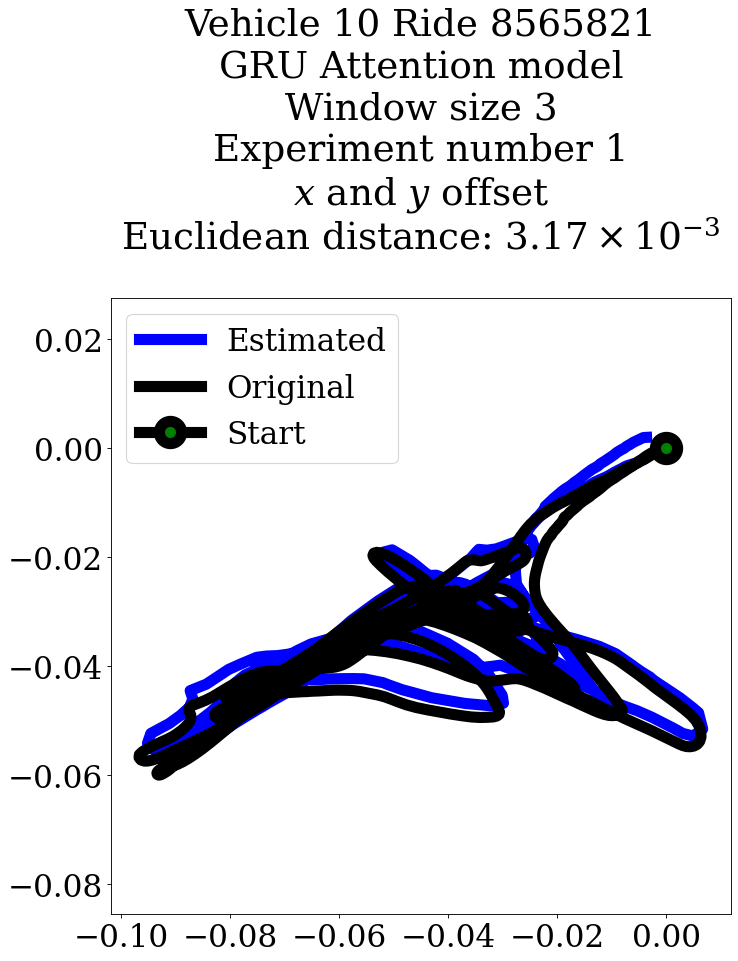 Vehicle 10 Ride 8565821
GRU Attention model
Window size 3
Experiment number 1
x and y offset
Euclidean distance: 3.17 × 10⁻³
Estimated
Original
Start
0.02
0.00
−0.02
−0.04
−0.06
−0.08
−0.10 −0.08 −0.06 −0.04 −0.02 0.00